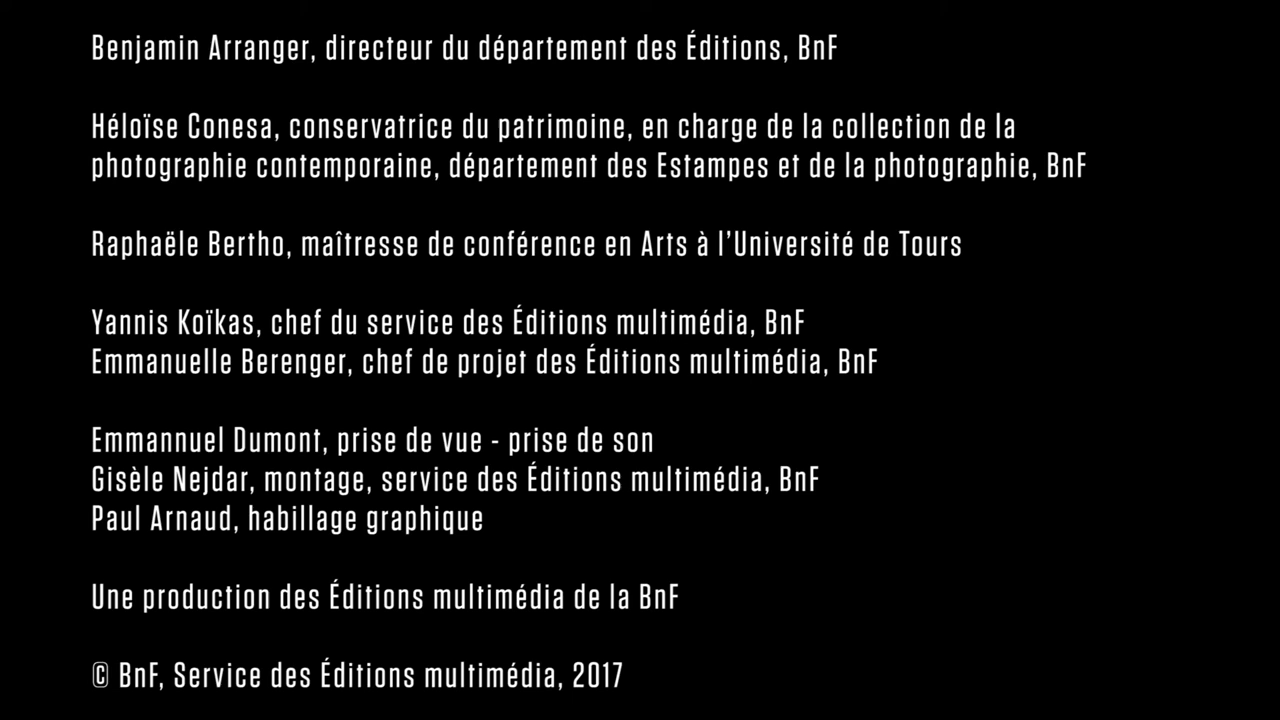 Benjamin Arranger, directeur du département des Éditions, BnF
Héloïse Conesa, conservatrice du patrimoine, en charge de la collection de la
photographie contemporaine, département des Estampes et de la photographie, BnF
Raphaële Bertho, maîtresse de conférence en Arts à l’Université de Tours
Yannis Koïkas, chef du service des Éditions multimédia, BnF
Emmanuelle Berenger, chef de projet des Éditions multimédia, BnF
Emmannuel Dumont, prise de vue - prise de son
Gisèle Nejdar, montage, service des Éditions multimédia, BnF
Paul Arnaud, habillage graphique
Une production des Éditions multimédia de la BnF
© BnF, Service des Éditions multimédia, 2017